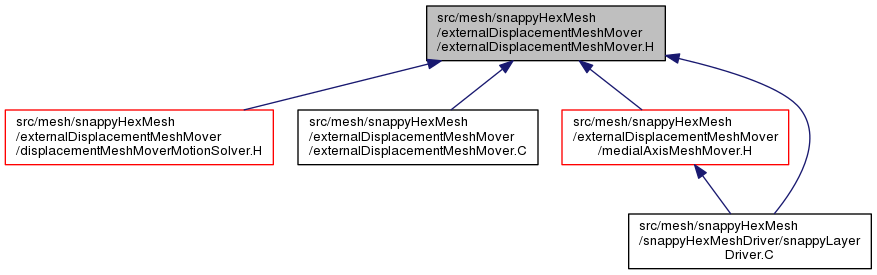 src/mesh/snappyHexMesh
/externalDisplacementMeshMover
/externalDisplacementMeshMover.H
src/mesh/snappyHexMesh
/externalDisplacementMeshMover
/displacementMeshMoverMotionSolver.H
src/mesh/snappyHexMesh
/externalDisplacementMeshMover
/externalDisplacementMeshMover.C
src/mesh/snappyHexMesh
/externalDisplacementMeshMover
/medialAxisMeshMover.H
src/mesh/snappyHexMesh
/snappyHexMeshDriver/snappyLayer
Driver.C